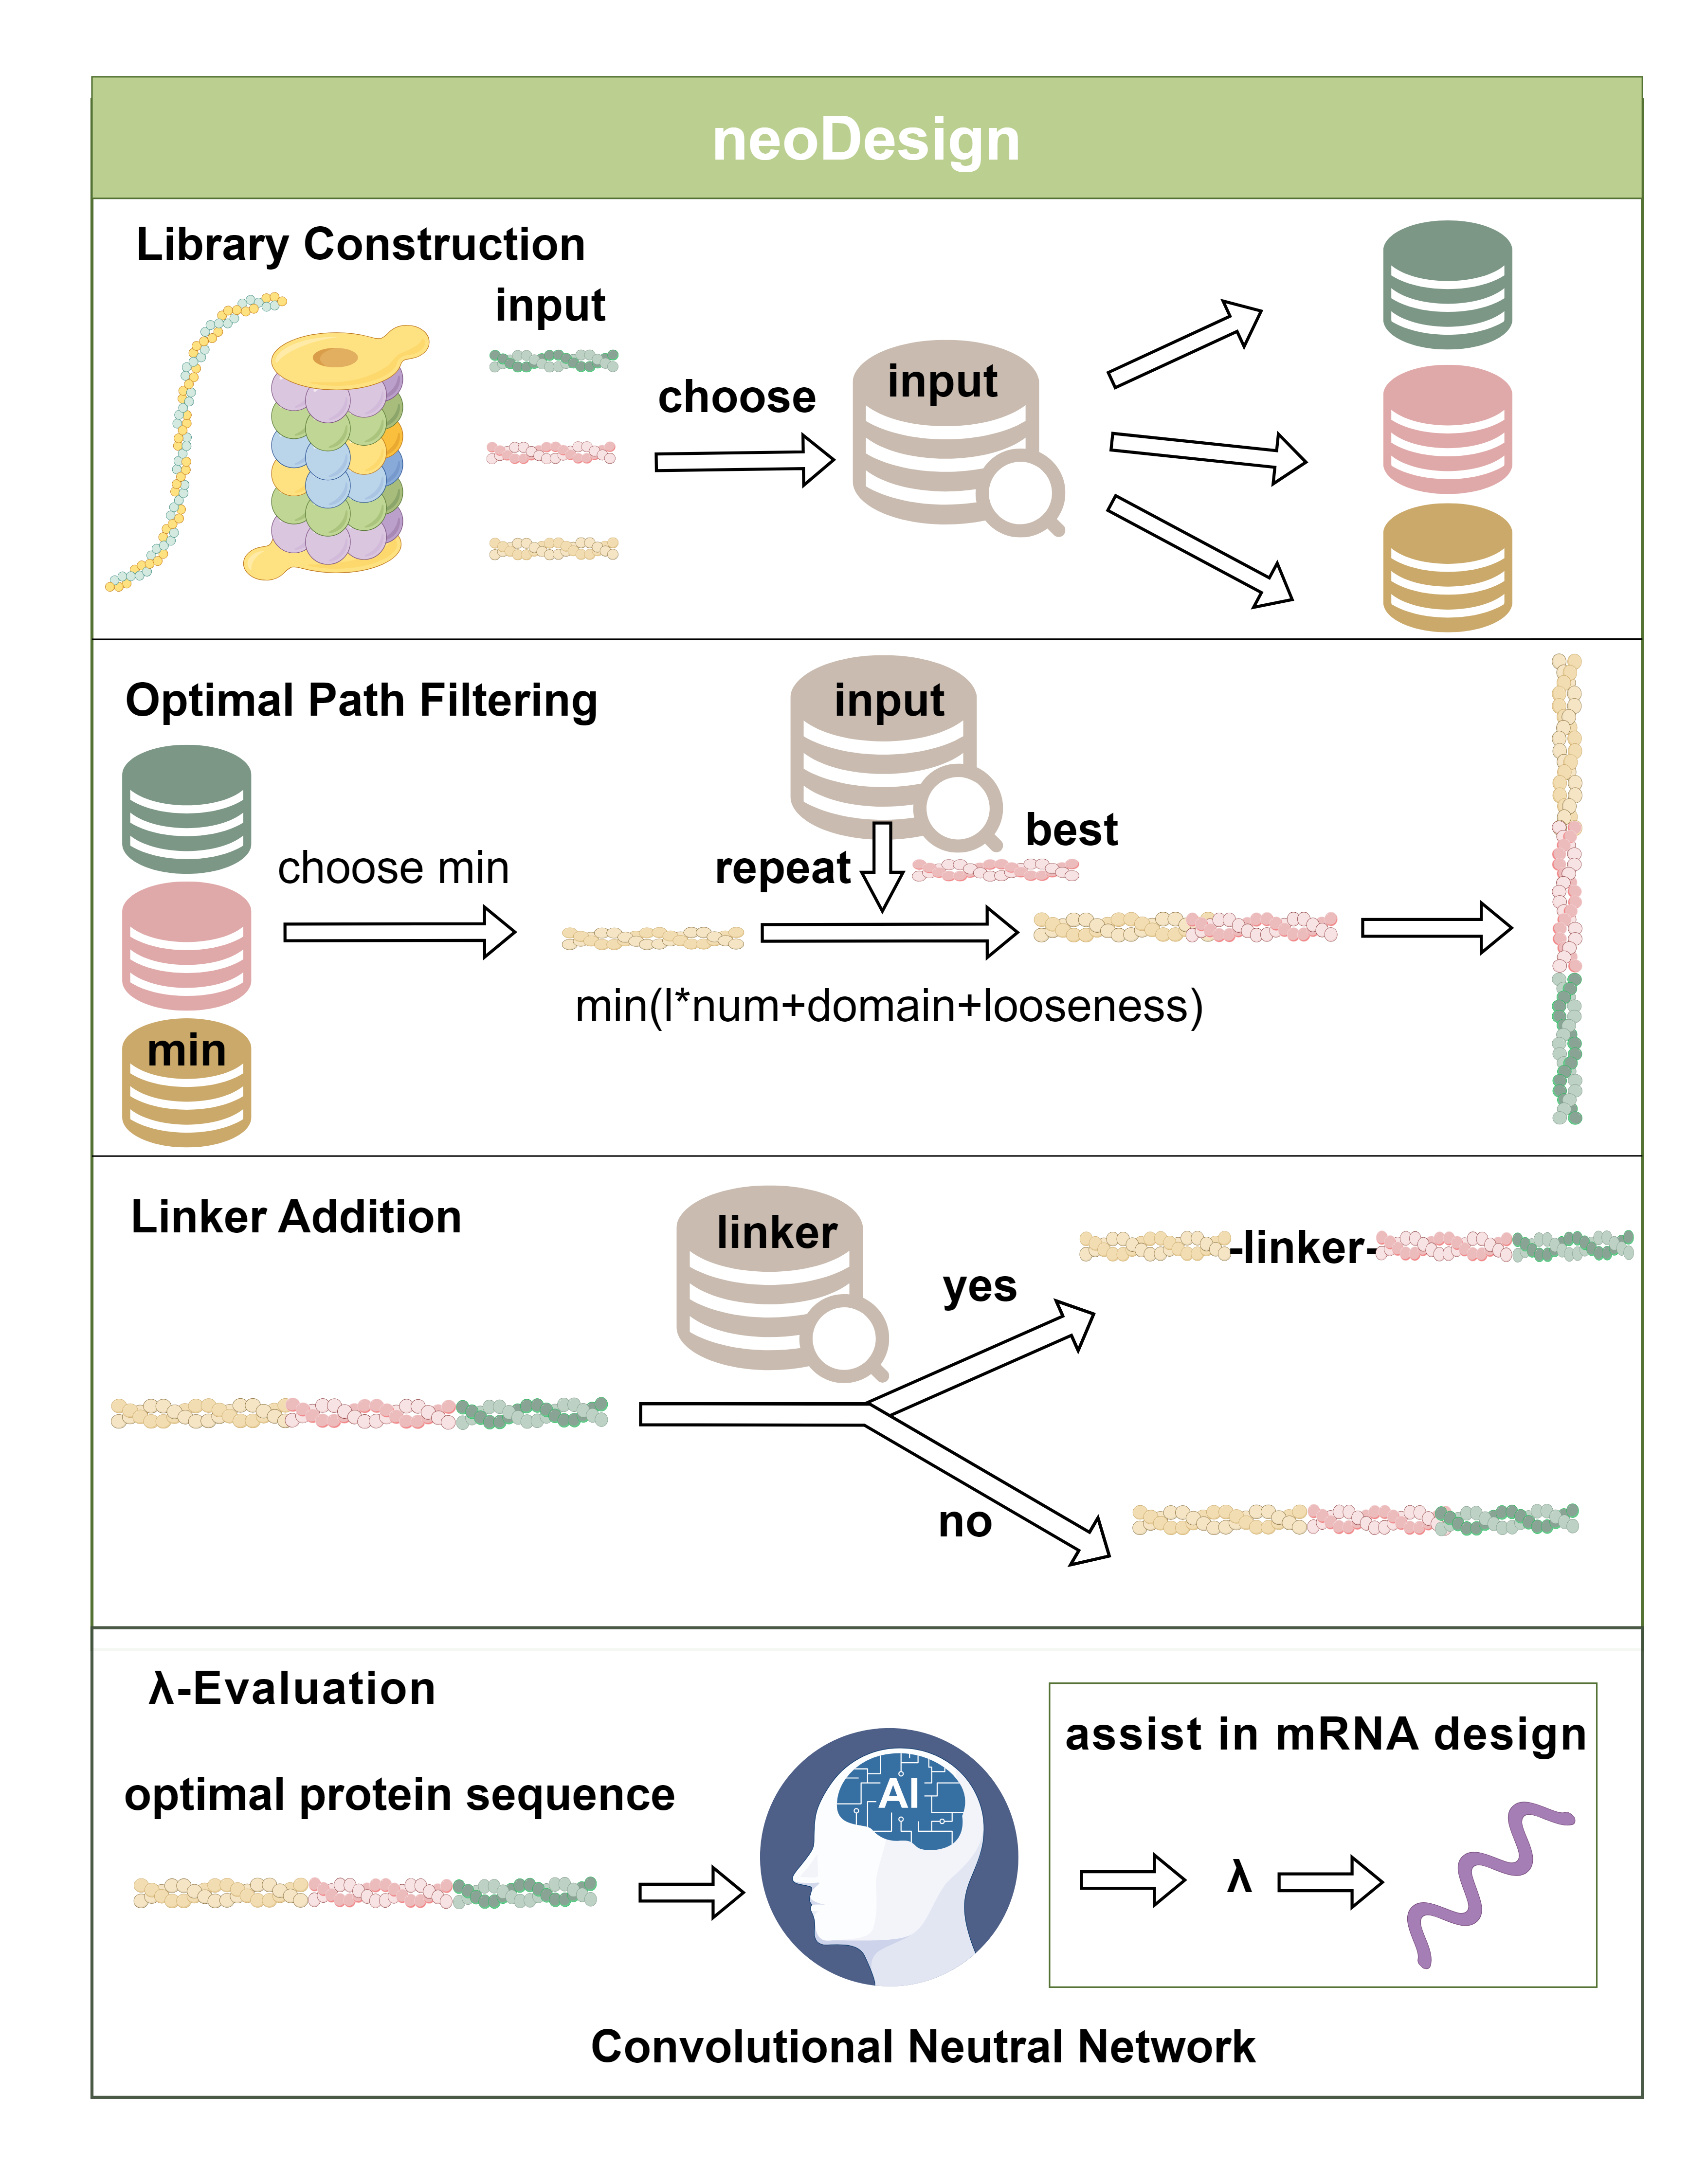 neoDesign
Library Construction
input
choose
input
Optimal Path Filtering
input
best
choose min
repeat
min(l*num+domain+looseness)
min
Linker Addition
linker
-linker-
yes
no
λ-Evaluation
assist in mRNA design
optimal protein sequence
AI
λ
Convolutional Neutral Network